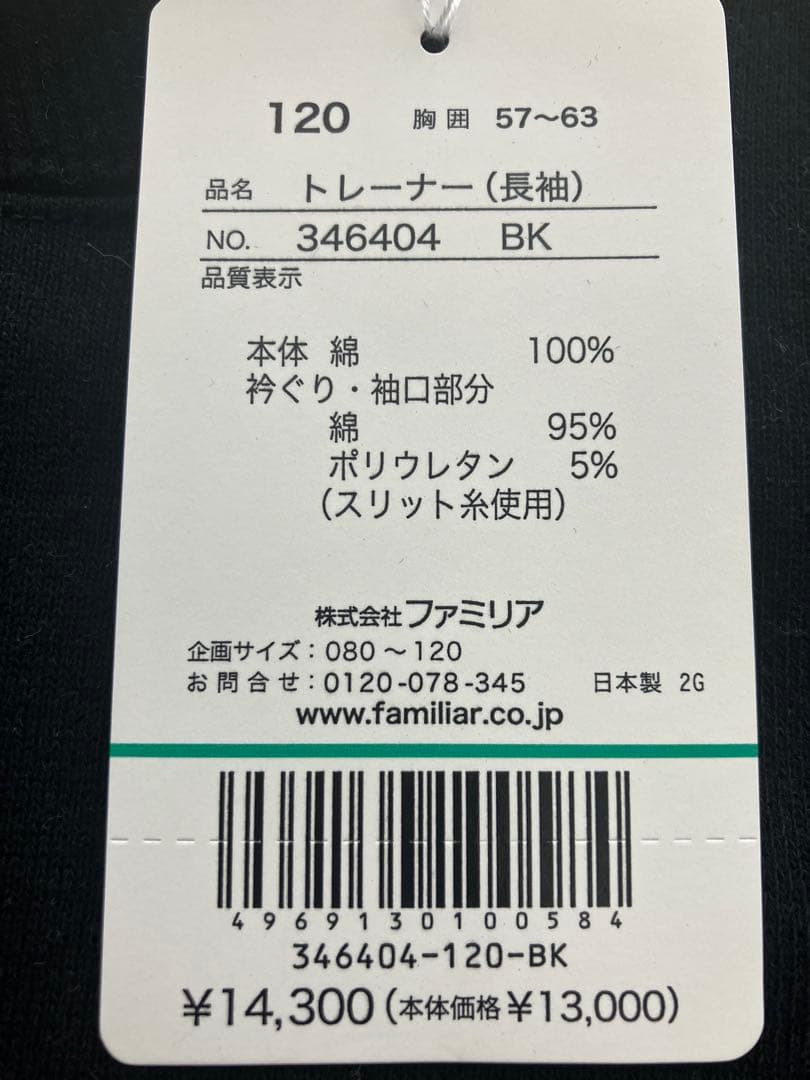 120 胸囲 57〜63
品名 トレーナー(長袖)
NO. 346404 BK
品質表示
本体 綿 100%
衿ぐり・袖口部分
綿 95%
ポリウレタン 5%
(スリット糸使用)
株式会社ファミリア
企画サイズ:080〜120
お問合せ:0120-078-345 日本製 2G
www.familiar.co.jp
4969130100584
346404-120-BK
¥14,300(本体価格¥13,000)